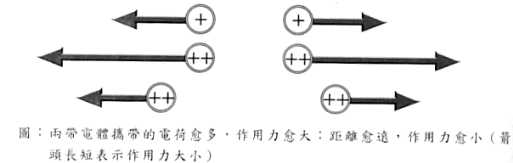 + +
++ ++
++ ++
圖：兩帶電體攜帶的電荷愈多，作用力愈大；距離愈遠，作用力愈小（箭
頭長短表示作用力大小）